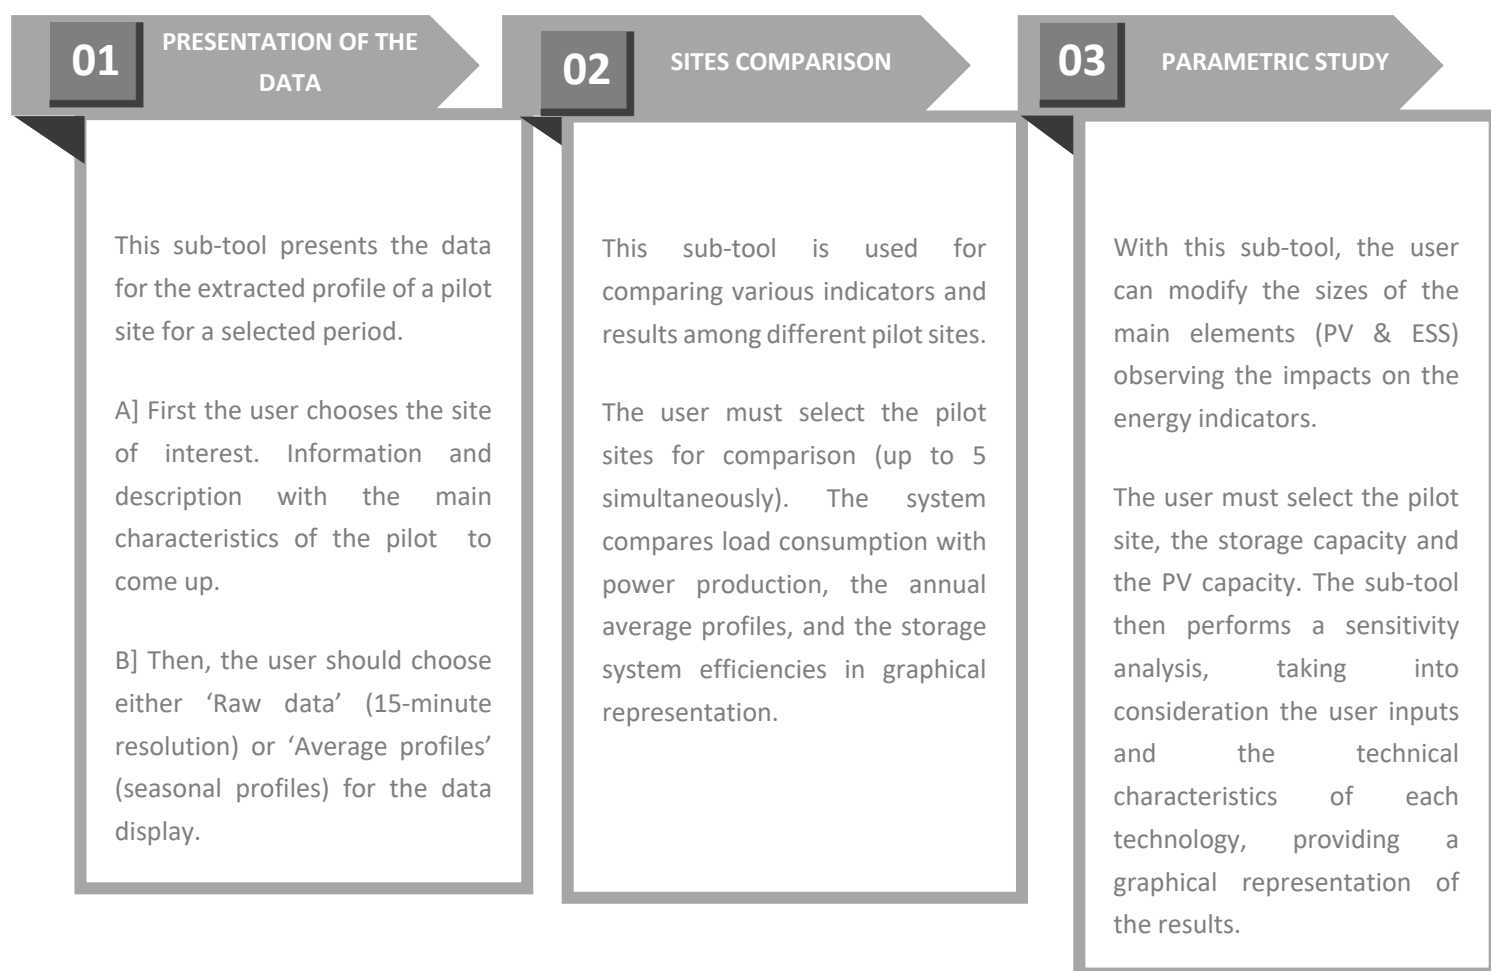 01
PRESENTATION OF THE
DATA
This sub-tool presents the data
for the extracted profile of a pilot
site for a selected period.
A] First the user chooses the site
of interest. Information and
description with the main
characteristics of the pilot to
come up.
B] Then, the user should choose
either ‘Raw data’ (15-minute
resolution) or ‘Average profiles’
(seasonal profiles) for the data
display.
02
SITES COMPARISON
This sub-tool is used for
comparing various indicators and
results among different pilot sites.
The user must select the pilot
sites for comparison (up to 5
simultaneously). The system
compares load consumption with
power production, the annual
average profiles, and the storage
system efficiencies in graphical
representation.
03
PARAMETRIC STUDY
With this sub-tool, the user
can modify the sizes of the
main elements (PV & ESS)
observing the impacts on the
energy indicators.
The user must select the pilot
site, the storage capacity and
the PV capacity. The sub-tool
then performs a sensitivity
analysis, taking into
consideration the user inputs
and the technical
characteristics of each
technology, providing a
graphical representation of
the results.